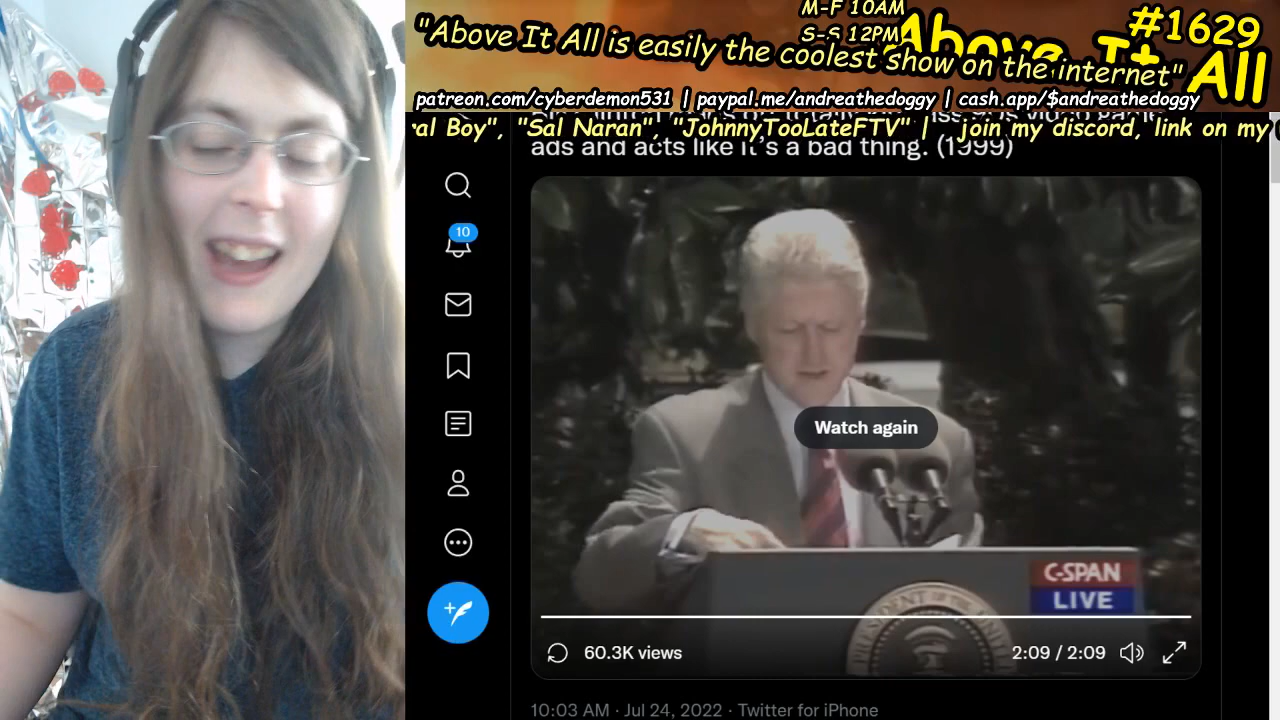 M-F 10AM
S-S 12PM
Above It All
#1629
"Above It All is easily the coolest show on the internet"
patreon.com/cyberdemon531 | paypal.me/andreathedoggy | cash.app/$andreathedoggy
al Boy", "Sal Naran", "JohnnyTooLateFTV" | join my discord, link on my
ads and acts like it's a bad thing. (1999)
10
Watch again
C-SPAN
LIVE
PRESIDENT
60.3K views
2:09 / 2:09
10:03 AM · Jul 24, 2022 · Twitter for iPhone